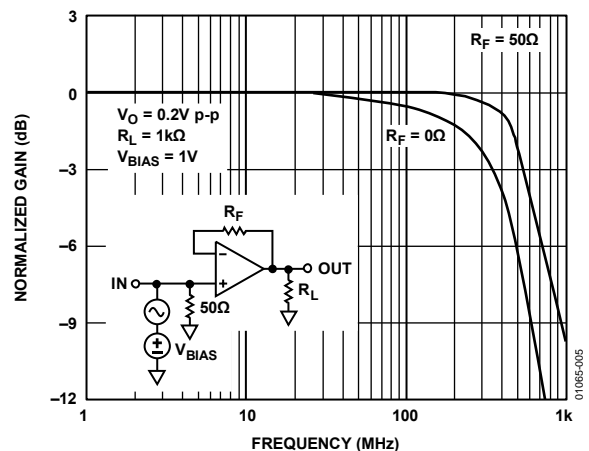 NORMALIZED GAIN (dB)
3
0
–3
–6
–9
–12
R_F = 50Ω
V_O = 0.2V p-p
R_L = 1kΩ
V_BIAS = 1V
R_F = 0Ω
R_F
–
+
IN
OUT
50Ω
R_L
V_BIAS
1
10
100
1k
FREQUENCY (MHz)
01065-005